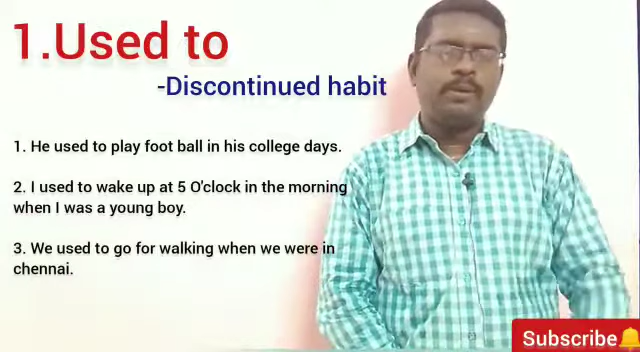 1.Used to
-Discontinued habit
1. He used to play foot ball in his college days.
2. I used to wake up at 5 O'clock in the morning
when I was a young boy.
3. We used to go for walking when we were in
chennai.
Subscribe